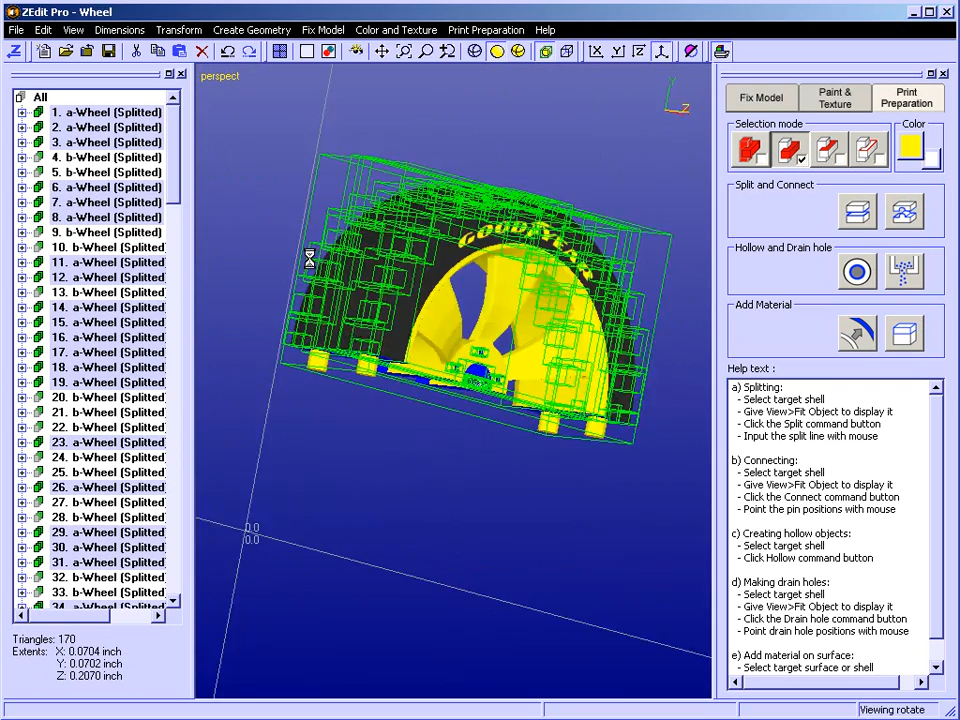 ZEdit Pro - Wheel
File Edit View Dimensions Transform Create Geometry Fix Model Color and Texture Print Preparation Help
perspect
Y
Z
GOODYEAR
0.0
0.0
All
1. a-Wheel (Splitted)
2. a-Wheel (Splitted)
3. a-Wheel (Splitted)
4. b-Wheel (Splitted)
5. b-Wheel (Splitted)
6. a-Wheel (Splitted)
7. a-Wheel (Splitted)
8. a-Wheel (Splitted)
9. b-Wheel (Splitted)
10. b-Wheel (Splitted)
11. a-Wheel (Splitted)
12. a-Wheel (Splitted)
13. b-Wheel (Splitted)
14. a-Wheel (Splitted)
15. a-Wheel (Splitted)
16. a-Wheel (Splitted)
17. a-Wheel (Splitted)
18. a-Wheel (Splitted)
19. a-Wheel (Splitted)
20. b-Wheel (Splitted)
21. b-Wheel (Splitted)
22. b-Wheel (Splitted)
23. a-Wheel (Splitted)
24. b-Wheel (Splitted)
25. b-Wheel (Splitted)
26. a-Wheel (Splitted)
27. b-Wheel (Splitted)
28. b-Wheel (Splitted)
29. a-Wheel (Splitted)
30. a-Wheel (Splitted)
31. a-Wheel (Splitted)
32. b-Wheel (Splitted)
33. b-Wheel (Splitted)
34. a-Wheel (Splitted)
Triangles: 170
Extents: X: 0.0704 inch
Y: 0.0702 inch
Z: 0.2070 inch
Fix Model
Paint & Texture
Print Preparation
Selection mode
Color
Split and Connect
Hollow and Drain hole
Add Material
Help text :
a) Splitting:
- Select target shell
- Give View>Fit Object to display it
- Click the Split command button
- Input the split line with mouse
b) Connecting:
- Select target shell
- Give View>Fit Object to display it
- Click the Connect command button
- Point the pin positions with mouse
c) Creating hollow objects:
- Select target shell
- Click Hollow command button
d) Making drain holes:
- Select target shell
- Give View>Fit Object to display it
- Click the Drain hole command button
- Point drain hole positions with mouse
e) Add material on surface:
- Select target surface or shell
Viewing rotate